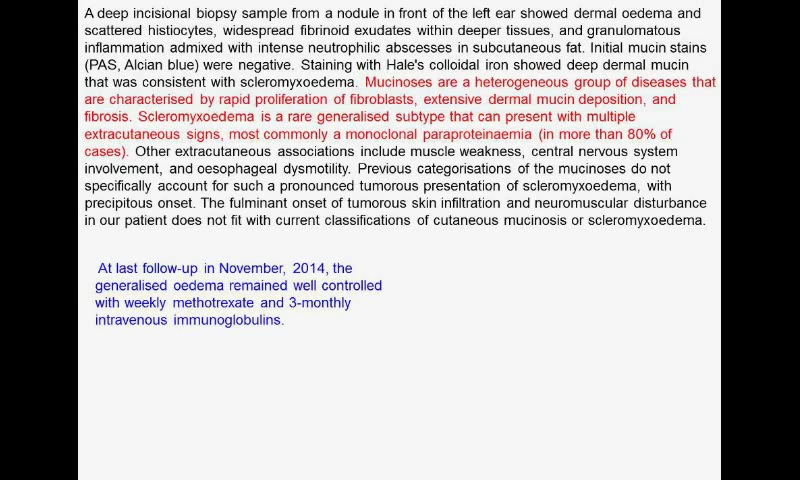 A deep incisional biopsy sample from a nodule in front of the left ear showed dermal oedema and
scattered histiocytes, widespread fibrinoid exudates within deeper tissues, and granulomatous
inflammation admixed with intense neutrophilic abscesses in subcutaneous fat. Initial mucin stains
(PAS, Alcian blue) were negative. Staining with Hale's colloidal iron showed deep dermal mucin
that was consistent with scleromyxoedema. Mucinoses are a heterogeneous group of diseases that
are characterised by rapid proliferation of fibroblasts, extensive dermal mucin deposition, and
fibrosis. Scleromyxoedema is a rare generalised subtype that can present with multiple
extracutaneous signs, most commonly a monoclonal paraproteinaemia (in more than 80% of
cases). Other extracutaneous associations include muscle weakness, central nervous system
involvement, and oesophageal dysmotility. Previous categorisations of the mucinoses do not
specifically account for such a pronounced tumorous presentation of scleromyxoedema, with
precipitous onset. The fulminant onset of tumorous skin infiltration and neuromuscular disturbance
in our patient does not fit with current classifications of cutaneous mucinosis or scleromyxoedema.
At last follow-up in November, 2014, the
generalised oedema remained well controlled
with weekly methotrexate and 3-monthly
intravenous immunoglobulins.